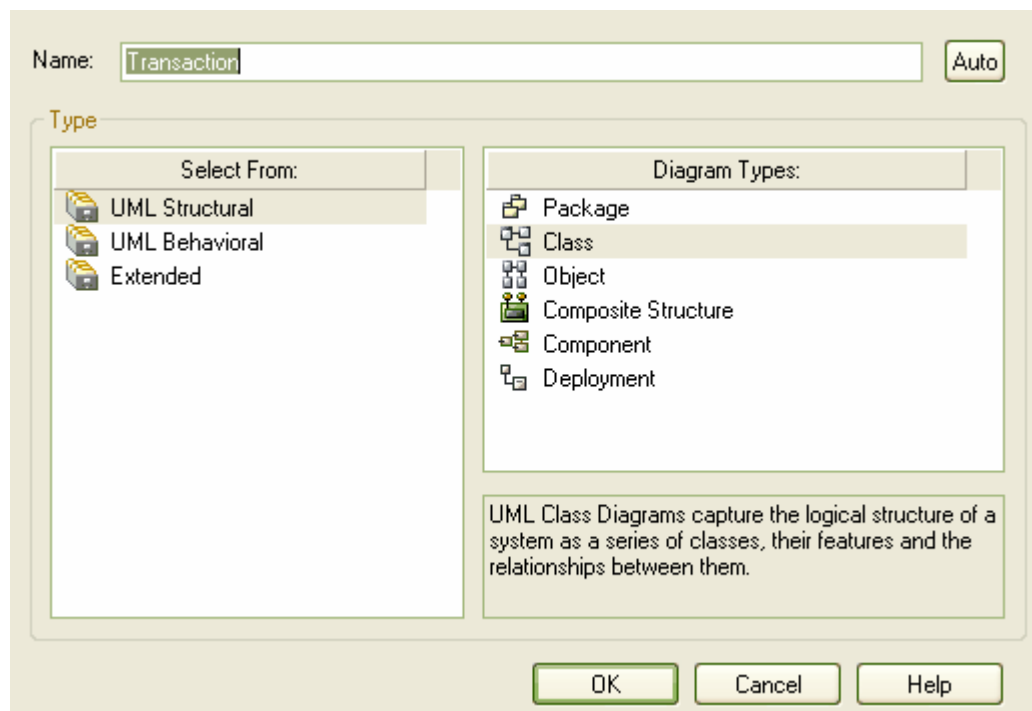 Name: Transaction Auto
Type
Select From:
UML Structural
UML Behavioral
Extended
Diagram Types:
Package
Class
Object
Composite Structure
Component
Deployment
UML Class Diagrams capture the logical structure of a
system as a series of classes, their features and the
relationships between them.
OK Cancel Help